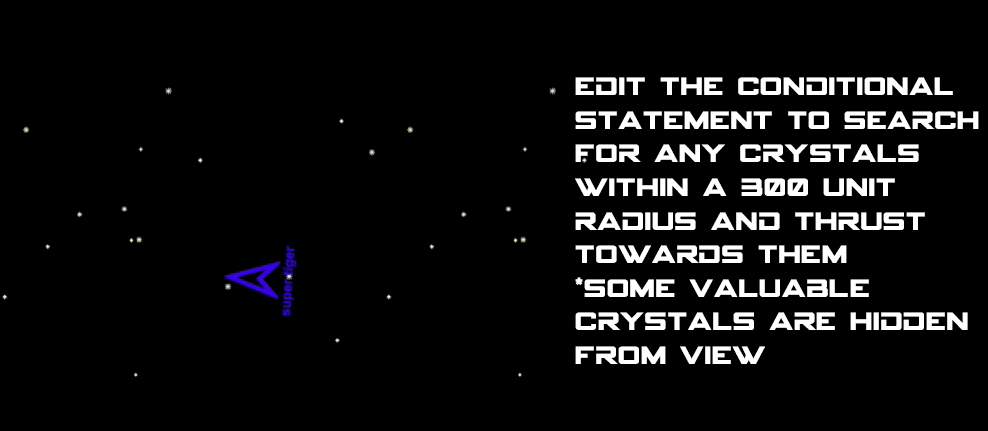 EDIT THE CONDITIONAL
STATEMENT TO SEARCH
FOR ANY CRYSTALS
WITHIN A 300 UNIT
RADIUS AND THRUST
TOWARDS THEM
*SOME VALUABLE
CRYSTALS ARE HIDDEN
FROM VIEW
supertiger